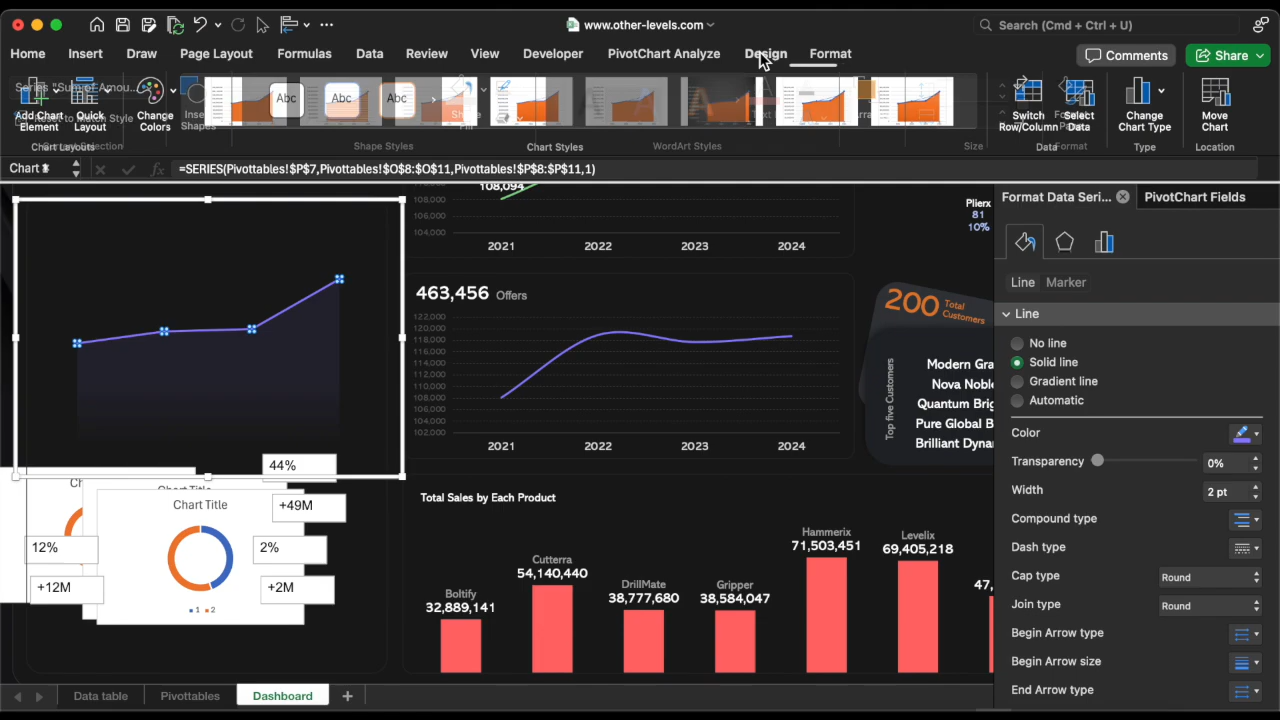 www.other-levels.com
Search (Cmd + Ctrl + U)
Home Insert Draw Page Layout Formulas Data Review View Developer PivotChart Analyze Design Format
Comments
Share
Add Chart Element
Quick Layout
Change Colors
Abc
Abc
Abc
Switch Row/Column
Select Data
Change Chart Type
Move Chart
Chart Layouts
Shape Styles
Chart Styles
WordArt Styles
Size
Data
Format
Type
Location
=SERIES(Pivottables!$P$7,Pivottables!$O$8:$O$11,Pivottables!$P$8:$P$11,1)
108,094
108,000
106,000
104,000
2021 2022 2023 2024
Plierx
81
10%
463,456 Offers
122,000
120,000
118,000
116,000
114,000
112,000
110,000
108,000
106,000
104,000
102,000
2021 2022 2023 2024
200 Total Customers
Top five Customers
Modern Gra
Nova Noble
Quantum Brig
Pure Global B
Brilliant Dynam
44%
Chart Title
Chart Title
+49M
12%
2%
+12M
+2M
1 2
Total Sales by Each Product
Boltify
32,889,141
Cutterra
54,140,440
DrillMate
38,777,680
Gripper
38,584,047
Hammerix
71,503,451
Levelix
69,405,218
47,
Format Data Seri...
PivotChart Fields
Line Marker
Line
No line
Solid line
Gradient line
Automatic
Color
Transparency 0%
Width 2 pt
Compound type
Dash type
Cap type Round
Join type Round
Begin Arrow type
Begin Arrow size
End Arrow type
Data table Pivottables Dashboard